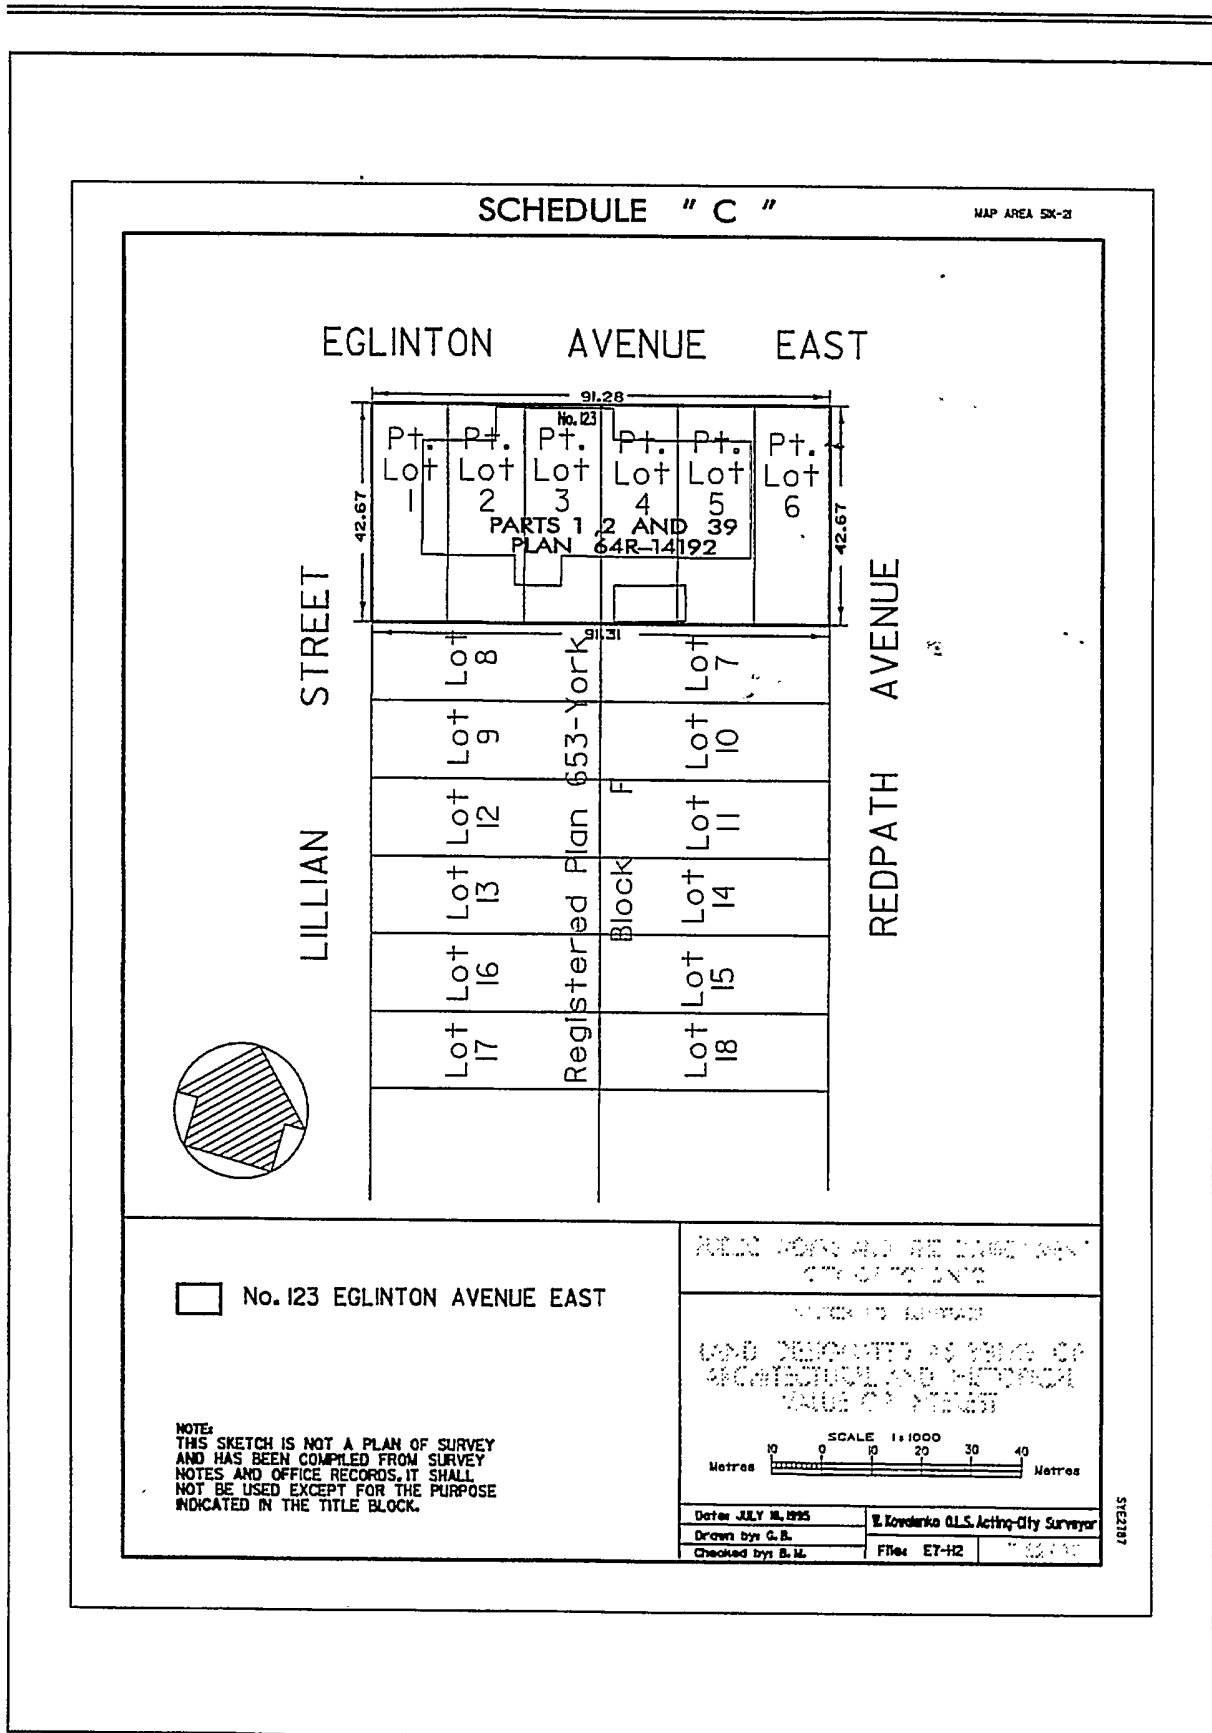 SCHEDULE " C "
MAP AREA 5K-21
EGLINTON AVENUE EAST
91.28
No. 123
Pt. Lot 1
Pt. Lot 2
Pt. Lot 3
Pt. Lot 4
Pt. Lot 5
Pt. Lot 6
PARTS 1, 2 AND 39
PLAN 64R-14192
42.67
42.67
91.31
LILLIAN STREET
REDPATH AVENUE
Lot 8
Lot 7
Lot 9
Lot 10
Lot 12
Lot 11
Lot 13
Lot 14
Lot 16
Lot 15
Lot 17
Lot 18
Registered Plan 653-York
Block F
No. 123 EGLINTON AVENUE EAST
NOTE:
THIS SKETCH IS NOT A PLAN OF SURVEY
AND HAS BEEN COMPILED FROM SURVEY
NOTES AND OFFICE RECORDS. IT SHALL
NOT BE USED EXCEPT FOR THE PURPOSE
INDICATED IN THE TITLE BLOCK.
SCALE 1:1000
Metres 10 0 10 20 30 40 Metres
Date: JULY 1995
Drawn by: G. B.
Checked by: B. M.
Kovalenko O.L.S. Acting-City Surveyor
File: E7-H2
SYE2787